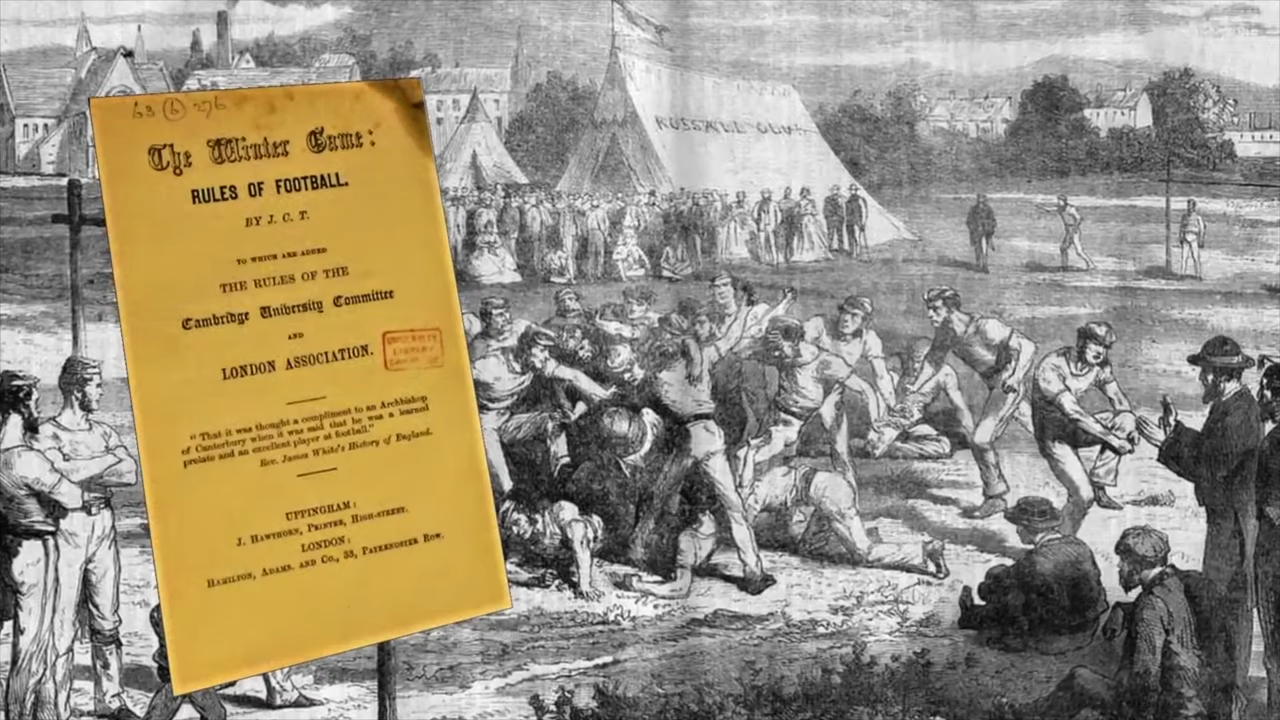 63 (6) 276
The Winter Game:
RULES OF FOOTBALL.
BY J. C. T.
TO WHICH ARE ADDED
THE RULES OF THE
Cambridge University Committee
AND
LONDON ASSOCIATION.
UNIVERSITY
LIBRARY
"That it was thought a compliment to an Archbishop
of Canterbury when it was said that he was a learned
prelate and an excellent player at football."
Rev. James White's History of England.
UPPINGHAM:
J. HAWTHORN, PRINTER, HIGH-STREET.
LONDON:
HAMILTON, ADAMS, AND CO., 33, PATERNOSTER ROW.